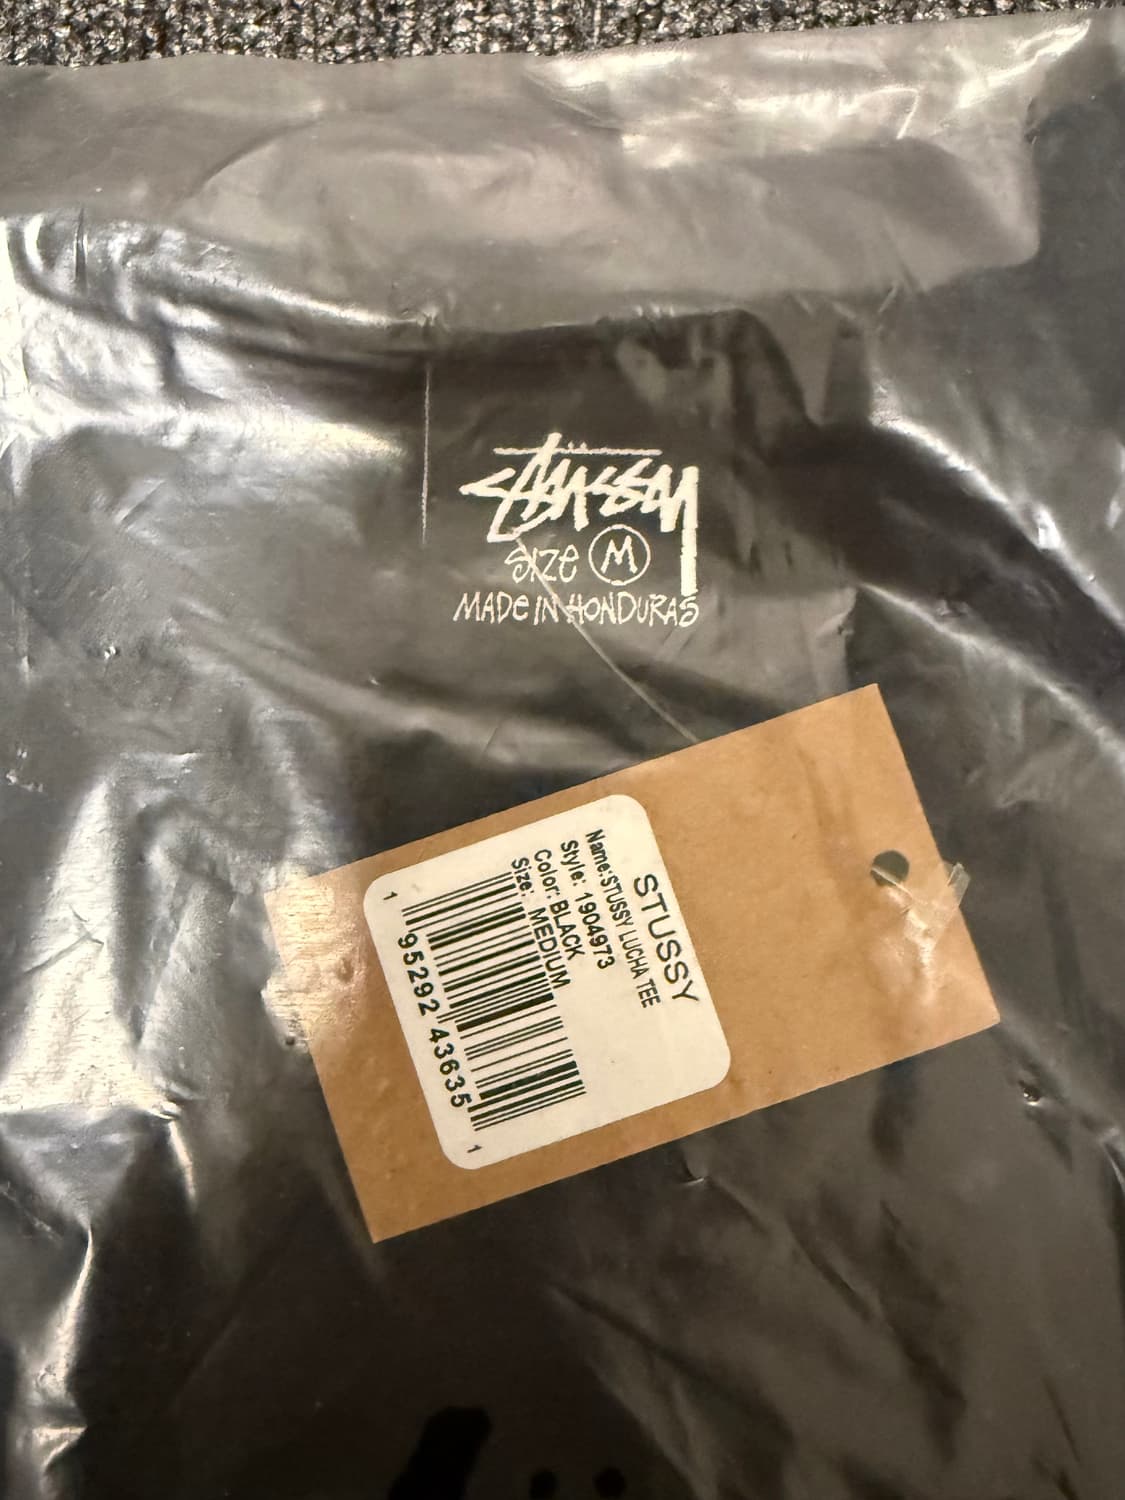 STÜSSY
SIZE M
MADE IN HONDURAS
STUSSY
Name:STUSSY LUCHA TEE
Style: 1904973
Color: BLACK
Size: MEDIUM
1 95292 43635 1